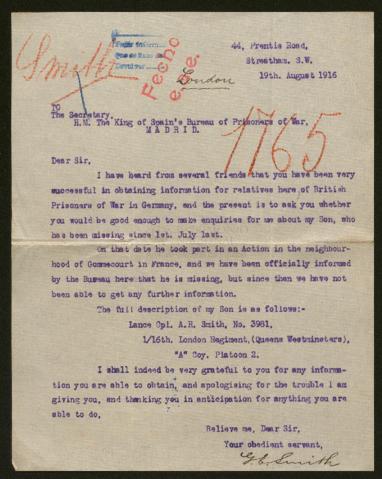 Smith
44, Prentis Road,
Streatham. S.W.
London
19th. August 1916
Fecho
e.
1765
TO
The Secretary,
H.M. The King of Spain's Bureau of Prisoners of War,
MADRID.
Dear Sir,
I have heard from several friends that you have been very
successful in obtaining information for relatives here,of British
Prisoners of War in Germany, and the present is to ask you whether
you would be good enough to make enquiries for me about my Son, who
has been missing since 1st. July last.
On that date he took part in an Action in the neighbour-
hood of Gommecourt in France, and we have been officially informed
by the Bureau here that he is missing, but since then we have not
been able to get any further information.
The full description of my Son is as follows:-
Lance Cpl. A.H. Smith, No. 3981,
1/16th. London Regiment,(Queens Westminsters),
"A" Coy. Platoon 2.
I shall indeed be very grateful to you for any informa-
tion you are able to obtain, and apologising for the trouble I am
giving you, and thanking you in anticipation for anything you are
able to do,
Believe me, Dear Sir,
Your obedient servant,
Smith